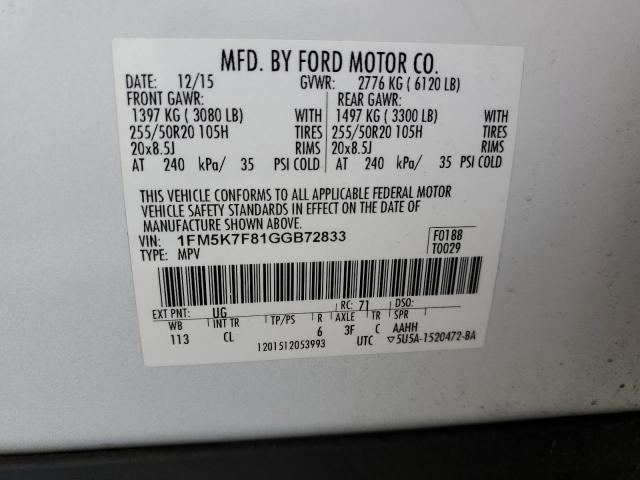 MFD. BY FORD MOTOR CO.
DATE: 12/15 GVWR: 2776 KG (6120 LB)
FRONT GAWR: REAR GAWR:
1397 KG (3080 LB) WITH 1497 KG (3300 LB) WITH
255/50R20 105H TIRES 255/50R20 105H TIRES
20x8.5J RIMS 20x8.5J RIMS
AT 240 kPa/ 35 PSI COLD AT 240 kPa/ 35 PSI COLD
THIS VEHICLE CONFORMS TO ALL APPLICABLE FEDERAL MOTOR
VEHICLE SAFETY STANDARDS IN EFFECT ON THE DATE OF
MANUFACTURE SHOWN ABOVE.
VIN: 1FM5K7F81GGB72833 F0188
TYPE: MPV T0029
EXT PNT: UG RC: 71 DSO:
WB INT TR TP/PS R AXLE TR SPR
113 CL 6 3F C AAHH
1201512053993 UTC ▽5U5A-1520472-BA